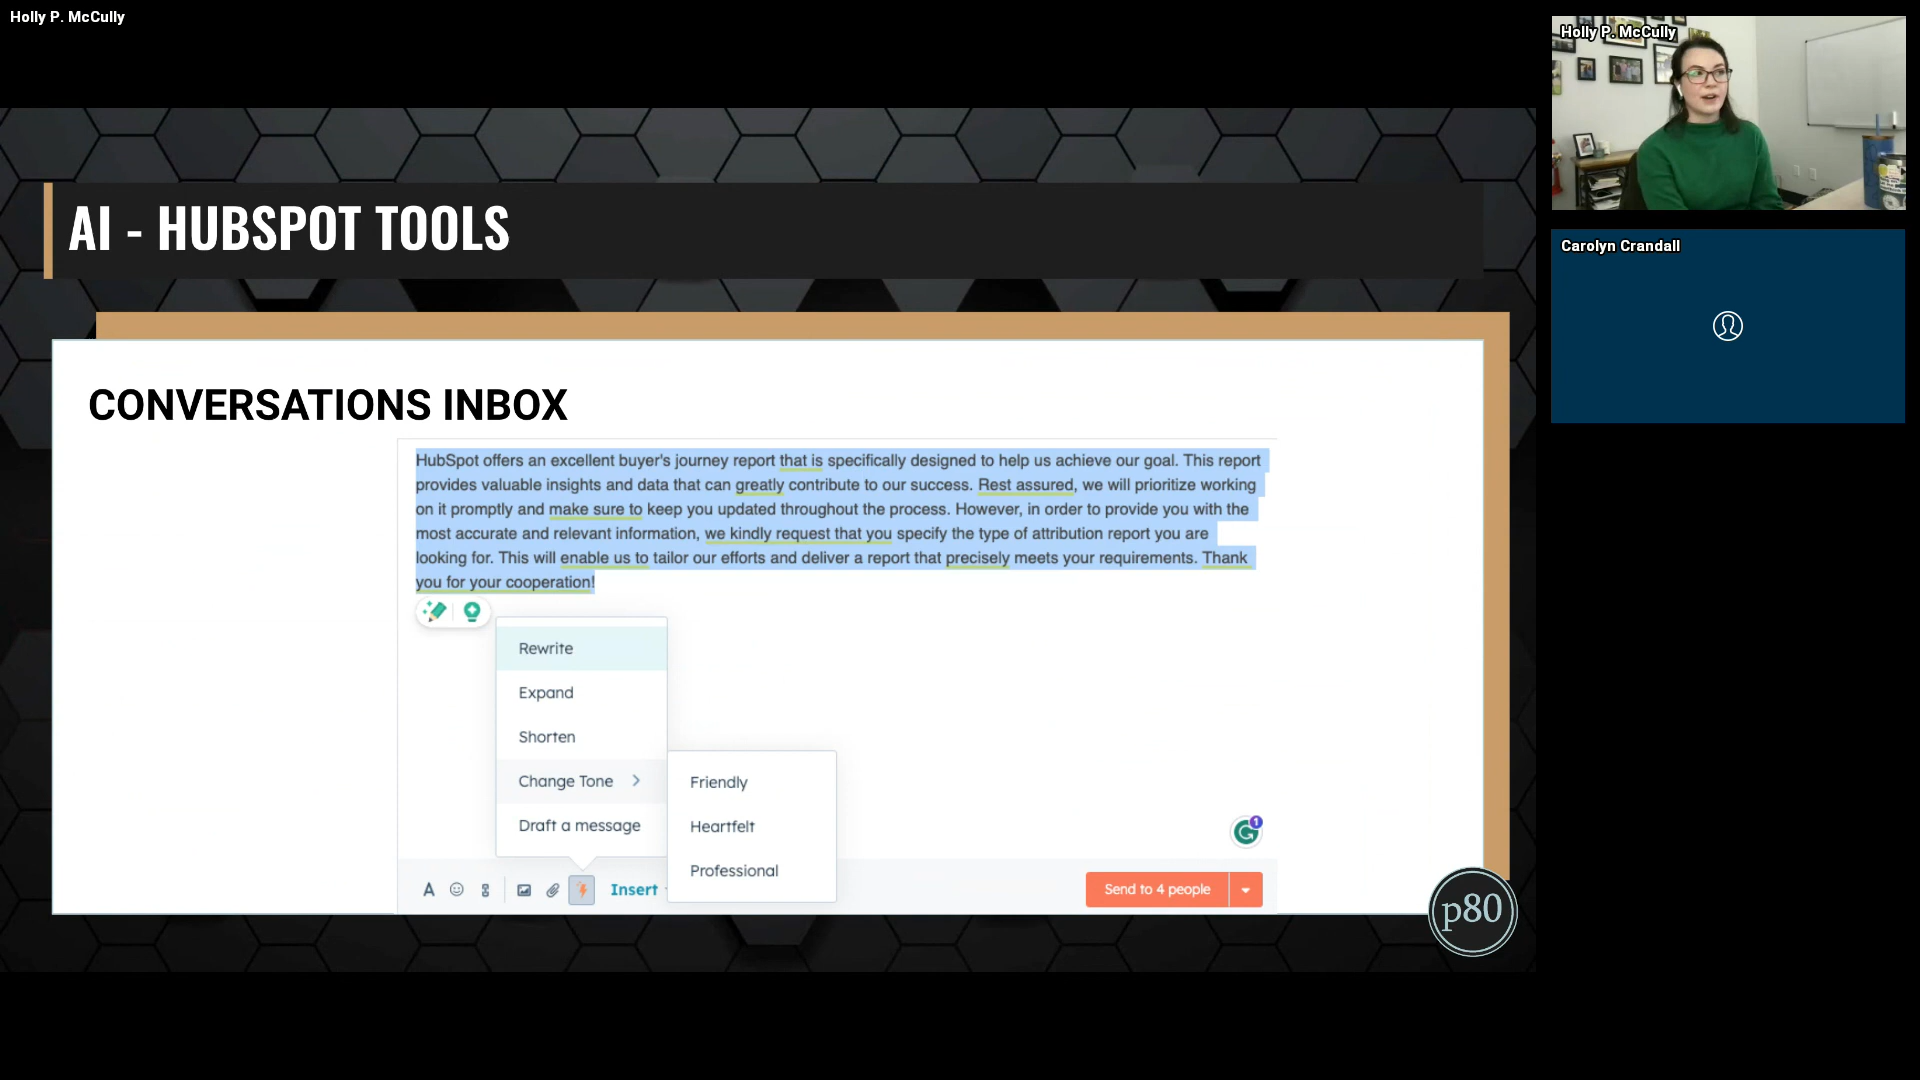 Holly P. McCully
Holly P. McCully
Carolyn Crandall
AI - HUBSPOT TOOLS
CONVERSATIONS INBOX
HubSpot offers an excellent buyer's journey report that is specifically designed to help us achieve our goal. This report
provides valuable insights and data that can greatly contribute to our success. Rest assured, we will prioritize working
on it promptly and make sure to keep you updated throughout the process. However, in order to provide you with the
most accurate and relevant information, we kindly request that you specify the type of attribution report you are
looking for. This will enable us to tailor our efforts and deliver a report that precisely meets your requirements. Thank
you for your cooperation!
Rewrite
Expand
Shorten
Change Tone
Draft a message
Friendly
Heartfelt
Professional
1
A
Insert
Send to 4 people
p80